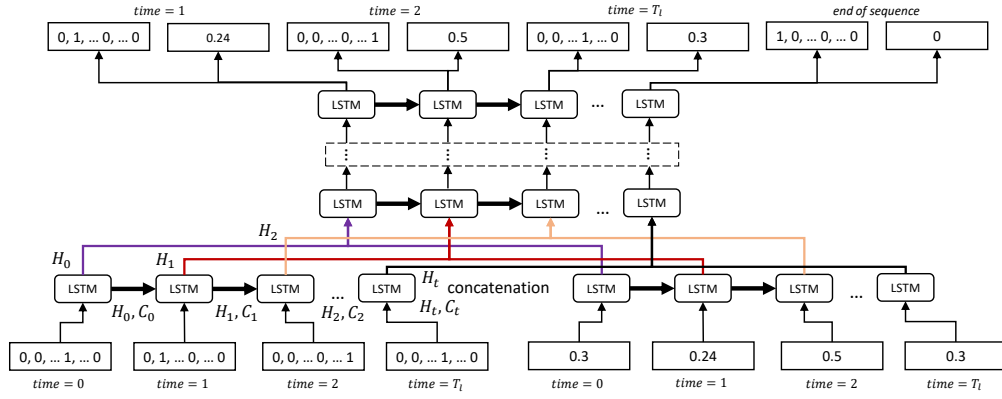 time = 1 time = 2 time = T_l end of sequence
0, 1, … 0, … 0 0.24 0, 0, … 0, … 1 0.5 0, 0, … 1, … 0 0.3 1, 0, … 0, … 0 0
LSTM LSTM LSTM … LSTM
⋮ ⋮ ⋮ ⋮
LSTM LSTM LSTM … LSTM
H_2
H_0 H_1
H_t concatenation
LSTM LSTM LSTM … LSTM LSTM LSTM LSTM … LSTM
H_0, C_0 H_1, C_1 H_2, C_2 H_t, C_t
0, 0, … 1, … 0 0, 1, … 0, … 0 0, 0, … 0, … 1 0, 0, … 1, … 0 0.3 0.24 0.5 0.3
time = 0 time = 1 time = 2 time = T_l time = 0 time = 1 time = 2 time = T_l